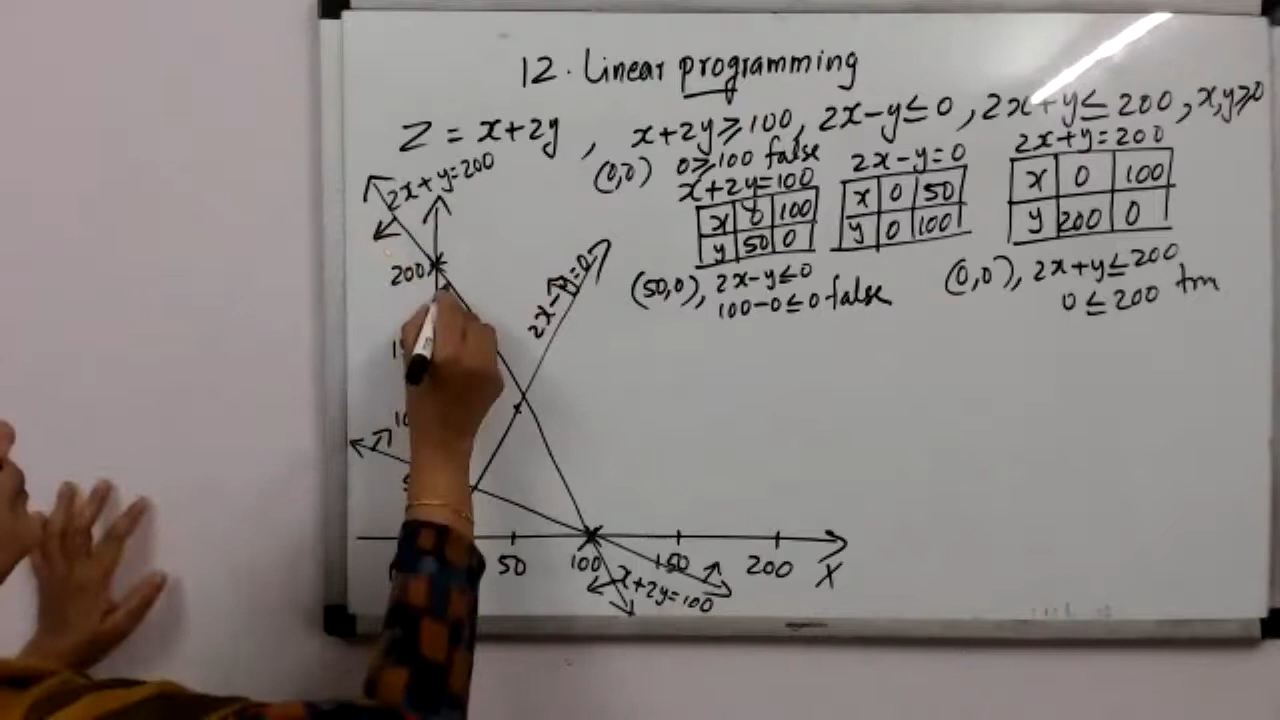 12. Linear programming
Z = x+2y , x+2y ≥ 100, 2x-y ≤ 0, 2x+y ≤ 200, x,y ≥ 0
(0,0) 0 ≥ 100 false
x+2y=100
x 0 100
y 50 0
2x-y=0
x 0 50
y 0 100
2x+y=200
x 0 100
y 200 0
(50,0), 2x-y ≤ 0
100-0 ≤ 0 false
(0,0), 2x+y ≤ 200
0 ≤ 200
2x+y=200
200
2x-y=0
50 100 150 200 X
x+2y=100